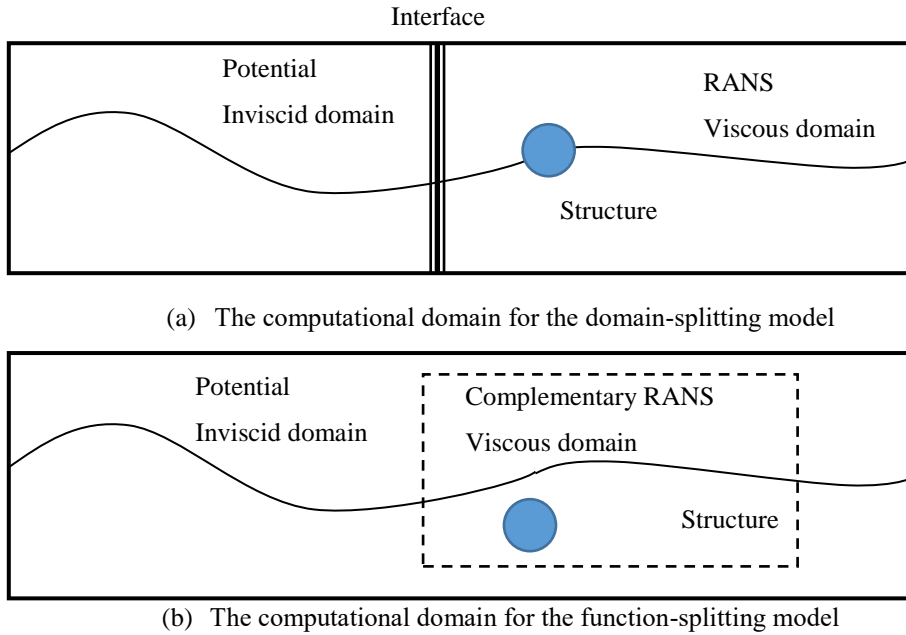 Interface
Potential
Inviscid domain
RANS
Viscous domain
Structure
(a) The computational domain for the domain-splitting model
Potential
Inviscid domain
Complementary RANS
Viscous domain
Structure
(b) The computational domain for the function-splitting model